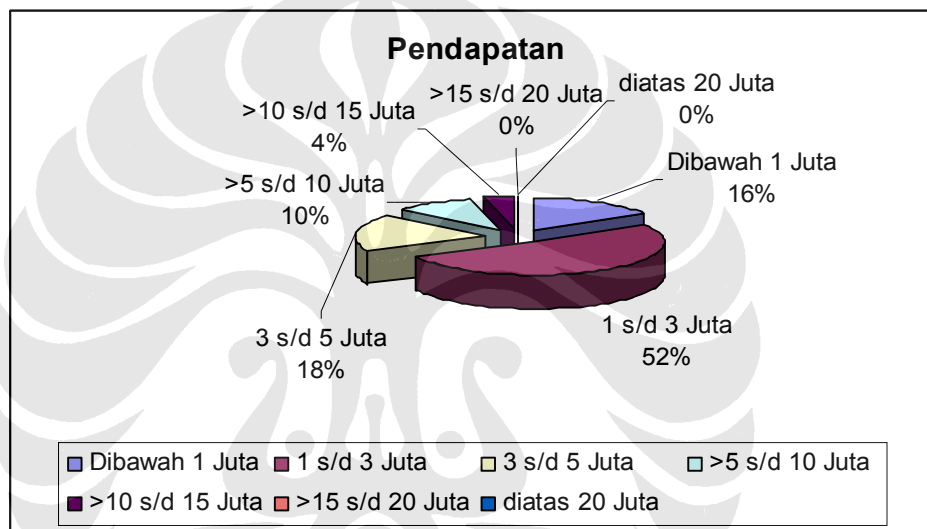 Pendapatan
>10 s/d 15 Juta
4%
>15 s/d 20 Juta
0%
diatas 20 Juta
0%
Dibawah 1 Juta
16%
>5 s/d 10 Juta
10%
3 s/d 5 Juta
18%
1 s/d 3 Juta
52%
Dibawah 1 Juta 1 s/d 3 Juta 3 s/d 5 Juta >5 s/d 10 Juta
>10 s/d 15 Juta >15 s/d 20 Juta diatas 20 Juta